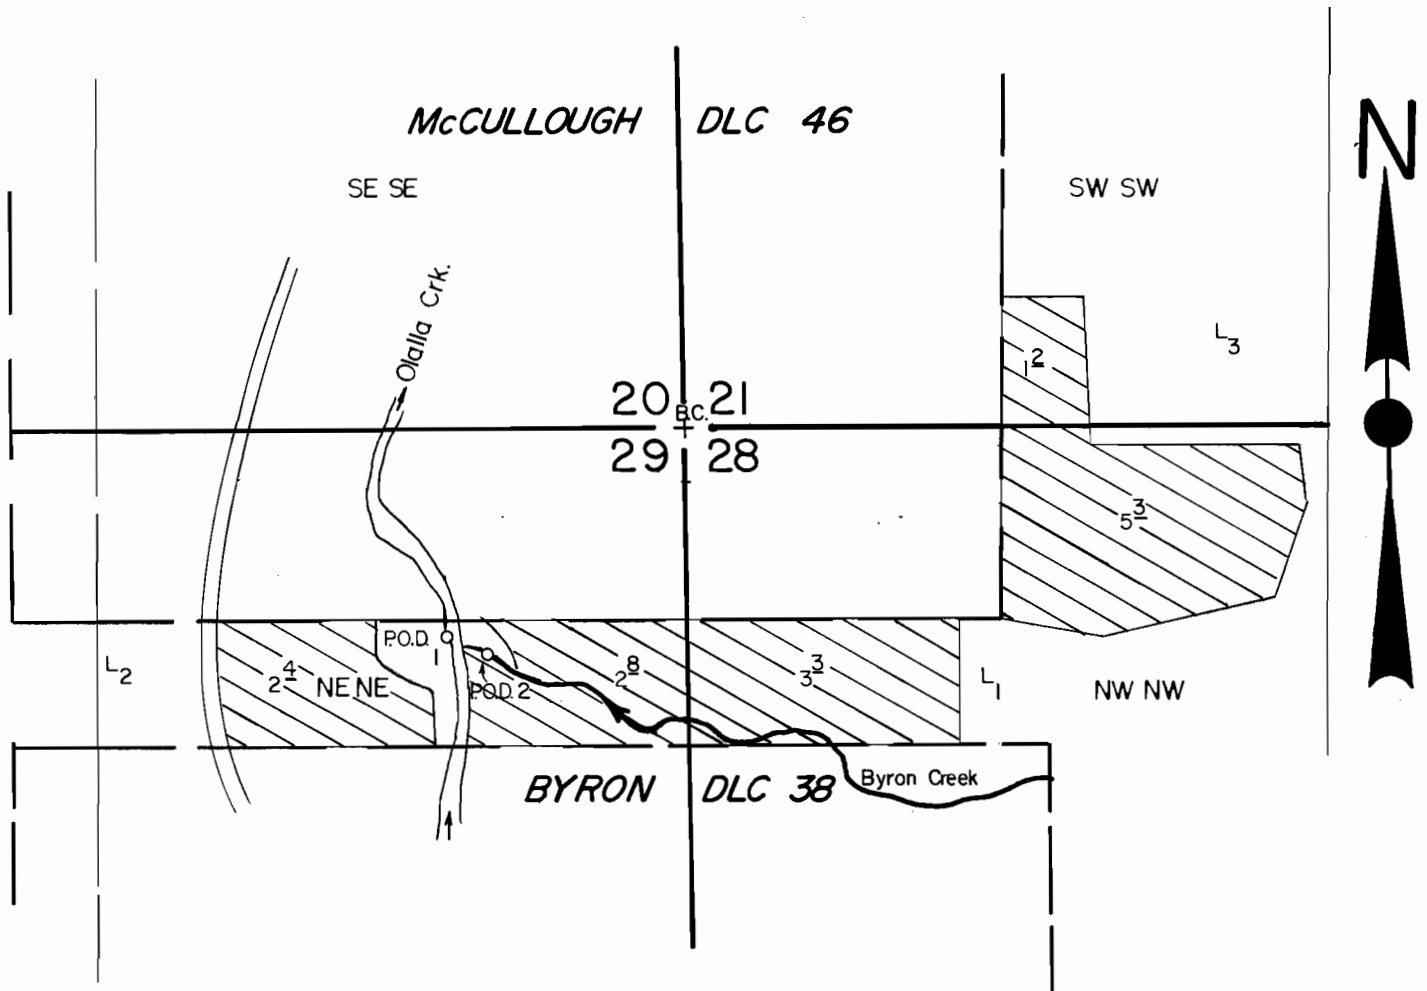 N
McCULLOUGH DLC 46
SE SE
SW SW
Olalla Crk.
L3
1 2
20 B.C. 21
29 28
5 3
P.O.D. 1
L2
2 4 NE NE
P.O.D. 2
2 8
3 3
L1
NW NW
BYRON DLC 38
Byron Creek